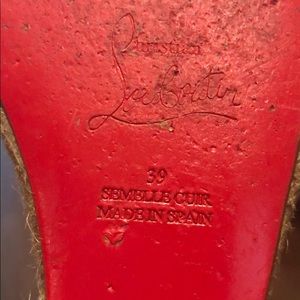 Christian
Louboutin
39
SEMELLE CUIR
MADE IN SPAIN